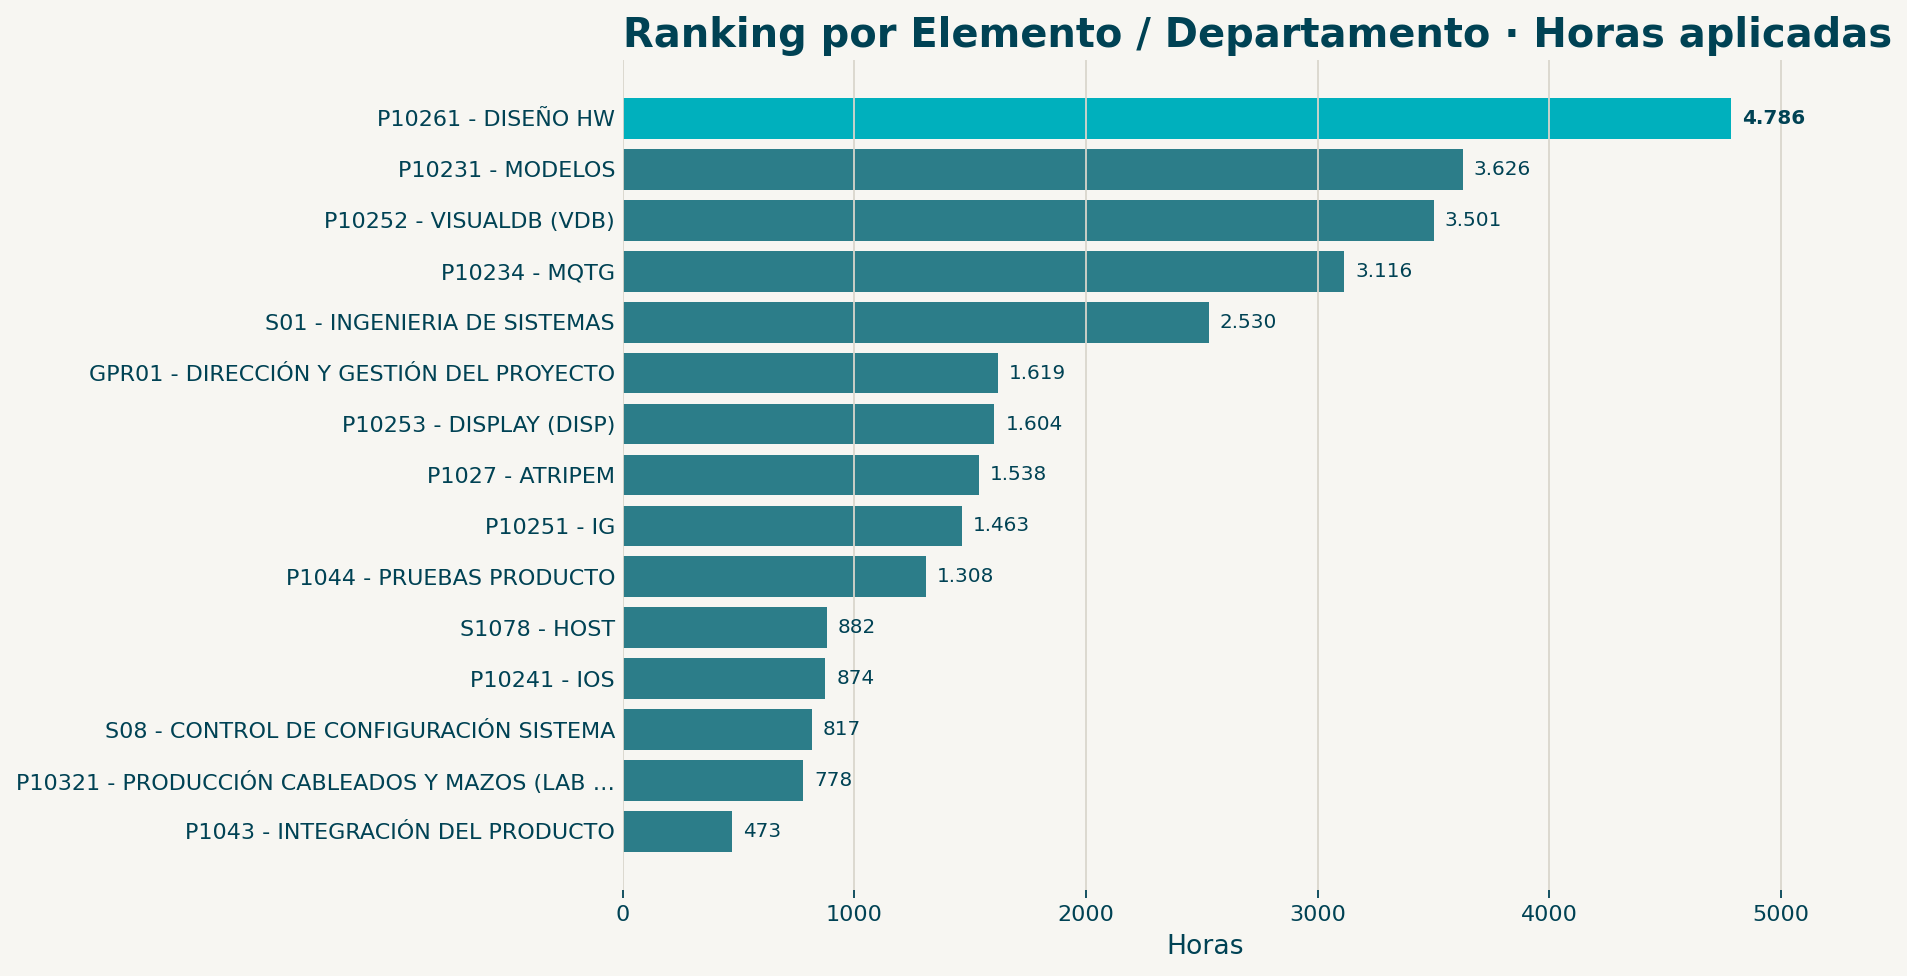 Ranking por Elemento / Departamento · Horas aplicadas
P10261 - DISEÑO HW 4.786
P10231 - MODELOS 3.626
P10252 - VISUALDB (VDB) 3.501
P10234 - MQTG 3.116
S01 - INGENIERIA DE SISTEMAS 2.530
GPR01 - DIRECCIÓN Y GESTIÓN DEL PROYECTO 1.619
P10253 - DISPLAY (DISP) 1.604
P1027 - ATRIPEM 1.538
P10251 - IG 1.463
P1044 - PRUEBAS PRODUCTO 1.308
S1078 - HOST 882
P10241 - IOS 874
S08 - CONTROL DE CONFIGURACIÓN SISTEMA 817
P10321 - PRODUCCIÓN CABLEADOS Y MAZOS (LAB … 778
P1043 - INTEGRACIÓN DEL PRODUCTO 473
0 1000 2000 3000 4000 5000
Horas